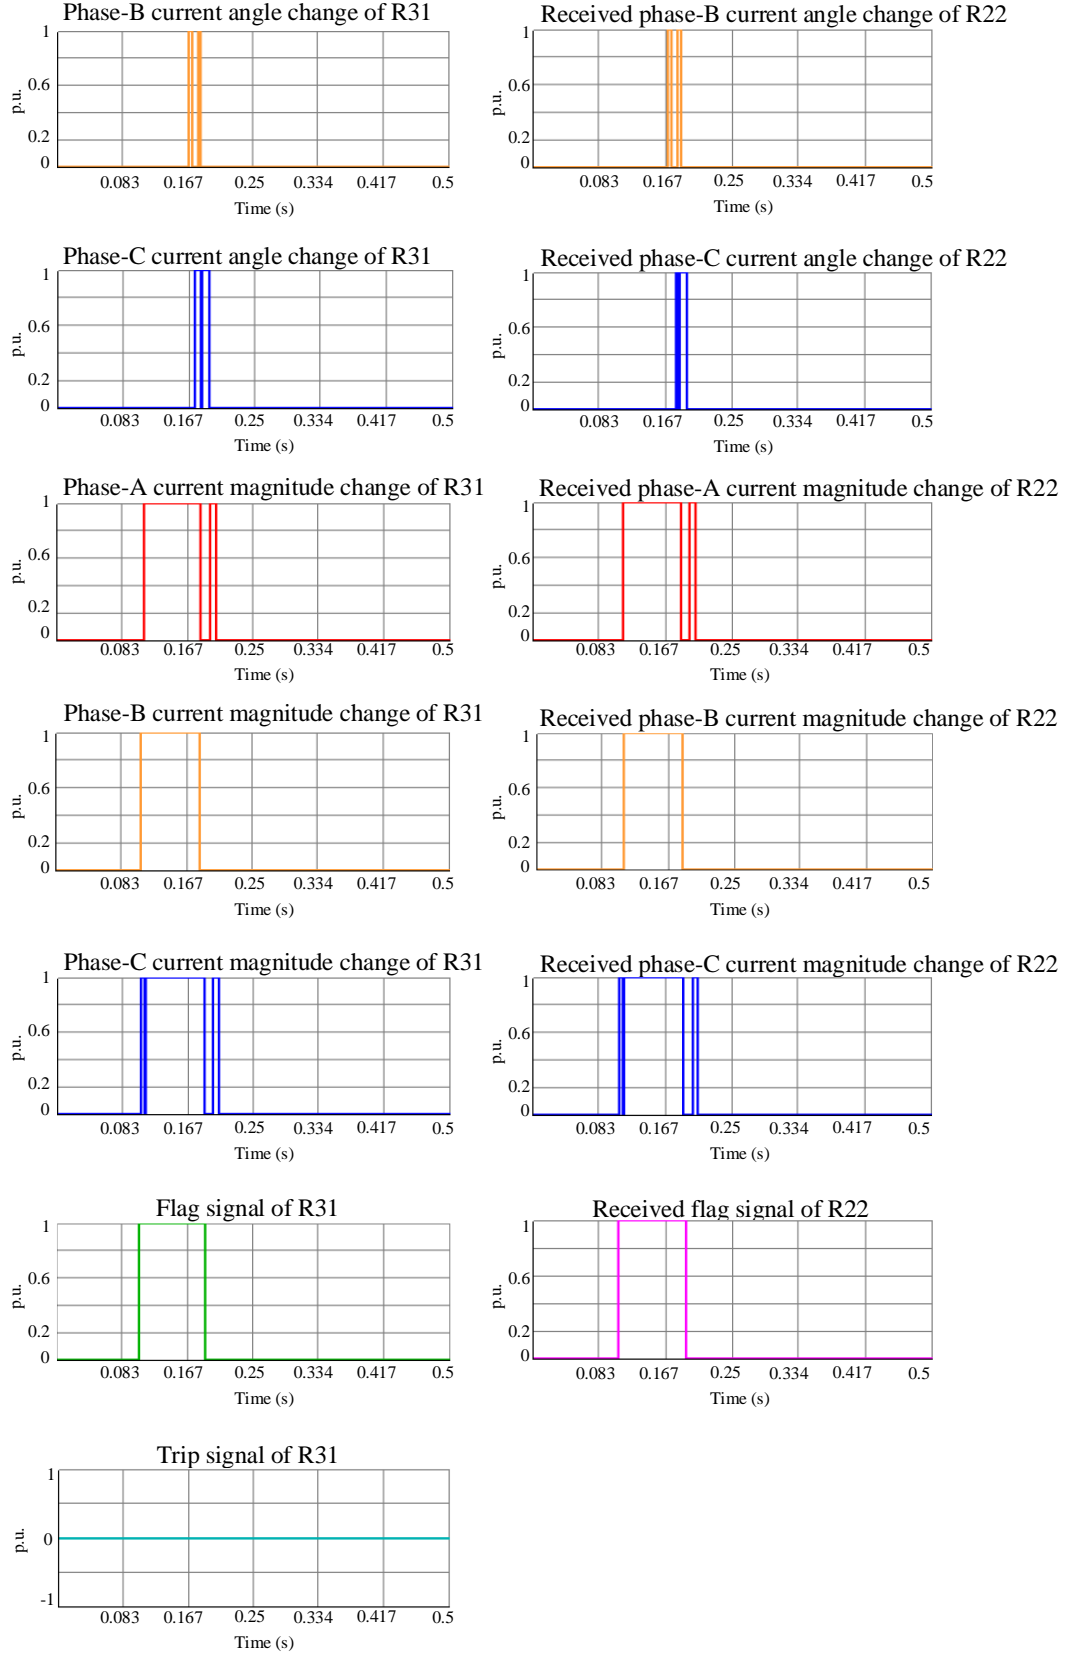 Phase-B current angle change of R31
1
0.6
0.2
0
p.u.
0.083 0.167 0.25 0.334 0.417 0.5
Time (s)
Received phase-B current angle change of R22
1
0.6
0.2
0
p.u.
0.083 0.167 0.25 0.334 0.417 0.5
Time (s)
Phase-C current angle change of R31
1
0.6
0.2
0
p.u.
0.083 0.167 0.25 0.334 0.417 0.5
Time (s)
Received phase-C current angle change of R22
1
0.6
0.2
0
p.u.
0.083 0.167 0.25 0.334 0.417 0.5
Time (s)
Phase-A current magnitude change of R31
1
0.6
0.2
0
p.u.
0.083 0.167 0.25 0.334 0.417 0.5
Time (s)
Received phase-A current magnitude change of R22
1
0.6
0.2
0
p.u.
0.083 0.167 0.25 0.334 0.417 0.5
Time (s)
Phase-B current magnitude change of R31
1
0.6
0.2
0
p.u.
0.083 0.167 0.25 0.334 0.417 0.5
Time (s)
Received phase-B current magnitude change of R22
1
0.6
0.2
0
p.u.
0.083 0.167 0.25 0.334 0.417 0.5
Time (s)
Phase-C current magnitude change of R31
1
0.6
0.2
0
p.u.
0.083 0.167 0.25 0.334 0.417 0.5
Time (s)
Received phase-C current magnitude change of R22
1
0.6
0.2
0
p.u.
0.083 0.167 0.25 0.334 0.417 0.5
Time (s)
Flag signal of R31
1
0.6
0.2
0
p.u.
0.083 0.167 0.25 0.334 0.417 0.5
Time (s)
Received flag signal of R22
1
0.6
0.2
0
p.u.
0.083 0.167 0.25 0.334 0.417 0.5
Time (s)
Trip signal of R31
1
0
-1
p.u.
0.083 0.167 0.25 0.334 0.417 0.5
Time (s)